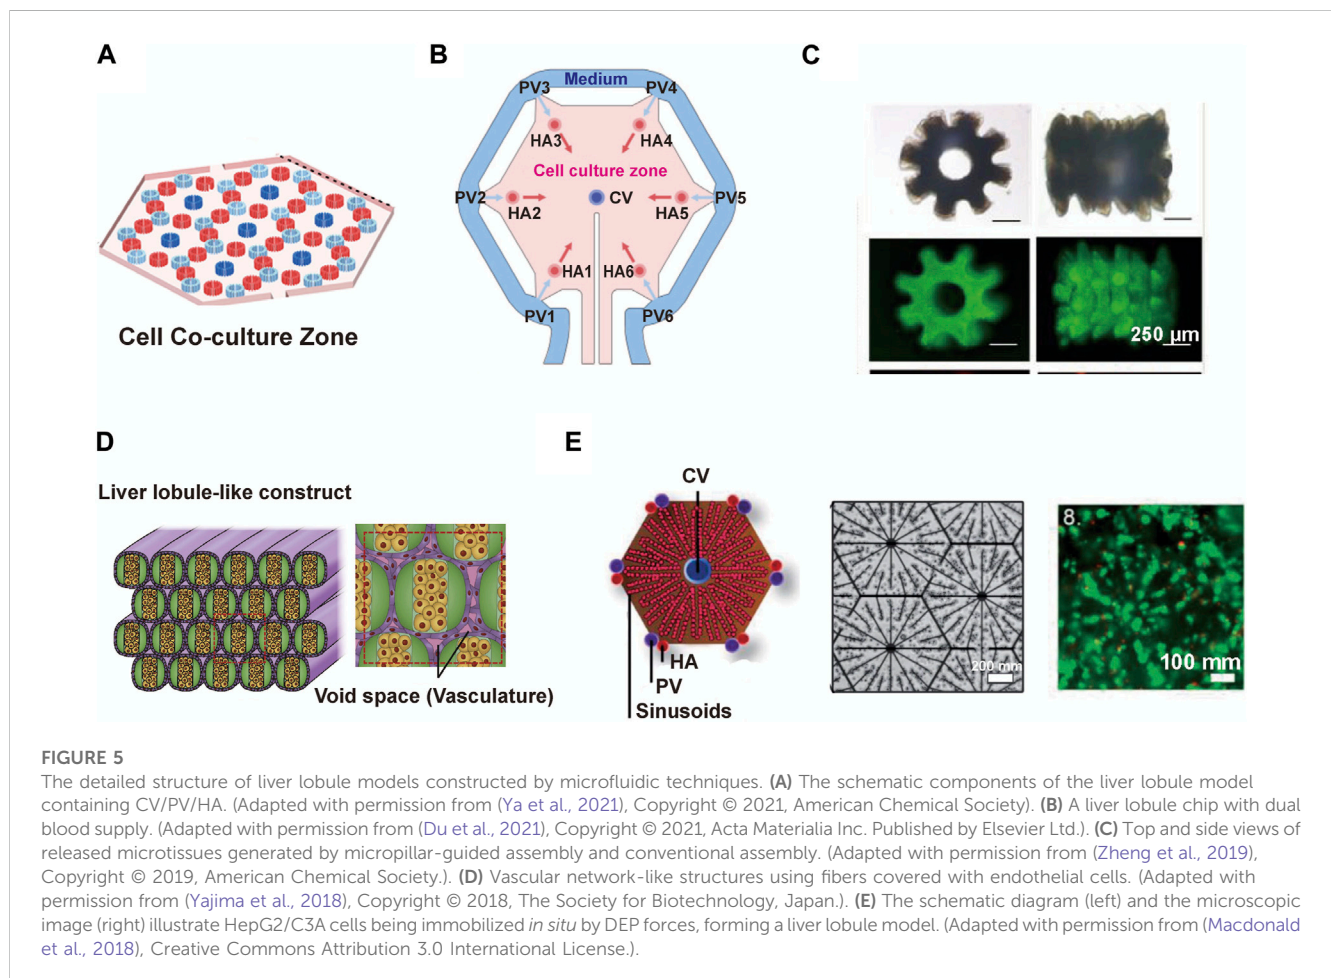 A
B
C
PV3
Medium
PV4
HA3
HA4
Cell culture zone
PV2
HA2
CV
HA5
PV5
HA1
HA6
PV1
PV6
Cell Co-culture Zone
250 µm
D
E
Liver lobule-like construct
Void space (Vasculature)
CV
HA
PV
Sinusoids
200 mm
8.
100 mm
FIGURE 5
The detailed structure of liver lobule models constructed by microfluidic techniques. (A) The schematic components of the liver lobule model
containing CV/PV/HA. (Adapted with permission from (Ya et al., 2021), Copyright © 2021, American Chemical Society). (B) A liver lobule chip with dual
blood supply. (Adapted with permission from (Du et al., 2021), Copyright © 2021, Acta Materialia Inc. Published by Elsevier Ltd.). (C) Top and side views of
released microtissues generated by micropillar-guided assembly and conventional assembly. (Adapted with permission from (Zheng et al., 2019),
Copyright © 2019, American Chemical Society.). (D) Vascular network-like structures using fibers covered with endothelial cells. (Adapted with
permission from (Yajima et al., 2018), Copyright © 2018, The Society for Biotechnology, Japan.). (E) The schematic diagram (left) and the microscopic
image (right) illustrate HepG2/C3A cells being immobilized in situ by DEP forces, forming a liver lobule model. (Adapted with permission from (Macdonald
et al., 2018), Creative Commons Attribution 3.0 International License.).